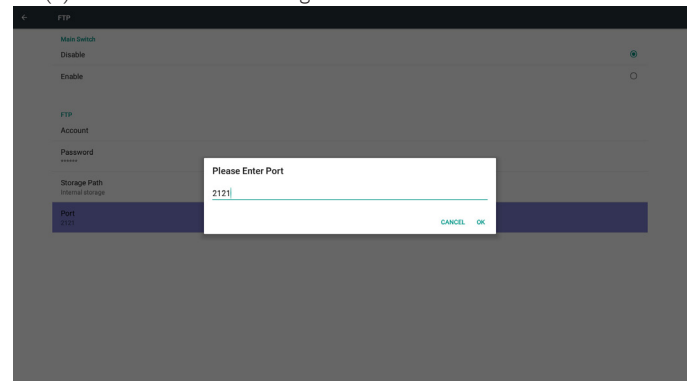 FTP
Main Switch
Disable
Enable
FTP
Account
Password
******
Storage Path
Internal storage
Port
2121
Please Enter Port
2121
CANCEL OK